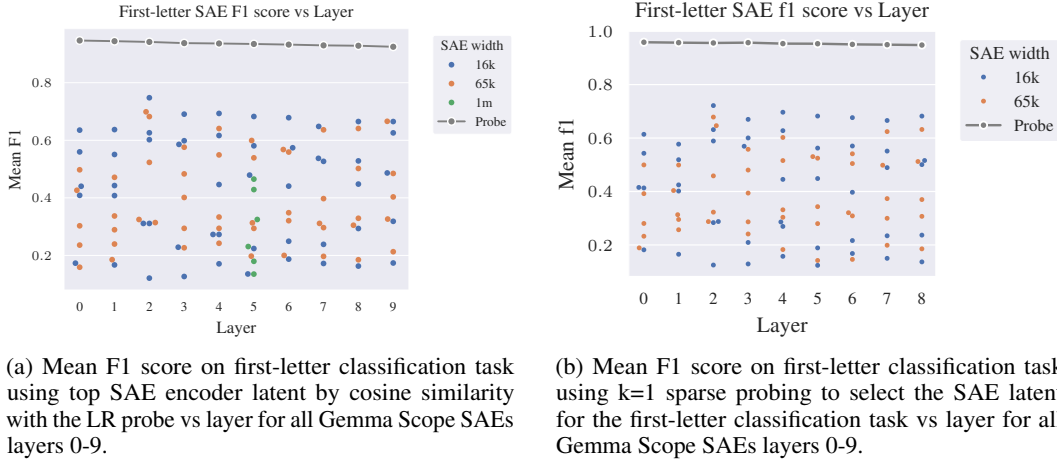 First-letter SAE F1 score vs Layer
Mean F1
0.8
0.6
0.4
0.2
0 1 2 3 4 5 6 7 8 9
Layer
SAE width
16k
65k
1m
Probe
(a) Mean F1 score on first-letter classification task
using top SAE encoder latent by cosine similarity
with the LR probe vs layer for all Gemma Scope SAEs
layers 0-9.
First-letter SAE f1 score vs Layer
Mean f1
1.0
0.8
0.6
0.4
0.2
0 1 2 3 4 5 6 7 8
Layer
SAE width
16k
65k
Probe
(b) Mean F1 score on first-letter classification task
using k=1 sparse probing to select the SAE latent
for the first-letter classification task vs layer for all
Gemma Scope SAEs layers 0-9.